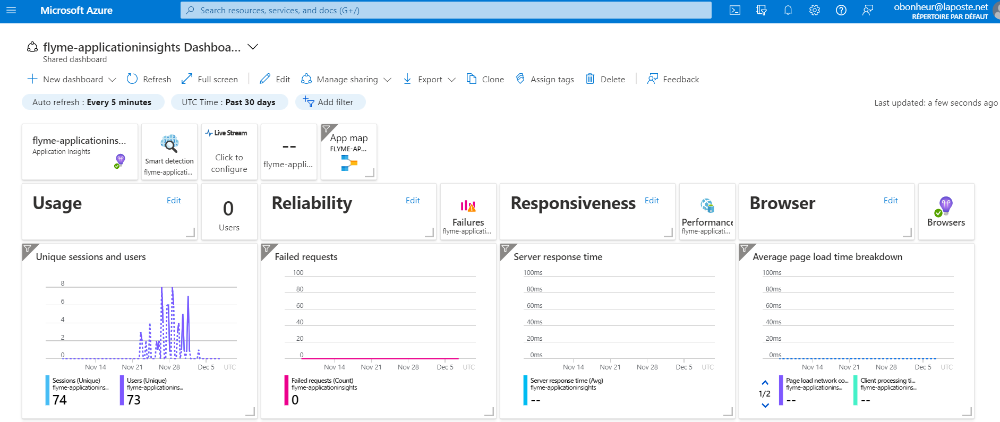 Microsoft Azure
Search resources, services, and docs (G+/)
obonheur@laposte.net
RÉPERTOIRE PAR DÉFAUT
flyme-applicationinsights Dashboa...
Shared dashboard
New dashboard Refresh Full screen Edit Manage sharing Export Clone Assign tags Delete Feedback
Auto refresh : Every 5 minutes UTC Time : Past 30 days Add filter
Last updated: a few seconds ago
flyme-applicationins...
Application Insights
Smart detection
flyme-applicati...
Live Stream
Click to
configure
--
flyme-appli...
App map
FLYME-AP...
Usage Edit
0
Users
Reliability Edit
Failures
flyme-applicati...
Responsiveness Edit
Performance
flyme-applicati...
Browser Edit
Browsers
Unique sessions and users
8
6
4
2
0
Nov 14 Nov 21 Nov 28 Dec 5 UTC
Sessions (Unique)
flyme-applicationins...
74
Users (Unique)
flyme-applicationins...
73
Failed requests
100
80
60
40
20
0
Nov 14 Nov 21 Nov 28 Dec 5 UTC
Failed requests (Count)
flyme-applicationinsights
0
Server response time
100ms
80ms
60ms
40ms
20ms
0ms
Nov 14 Nov 21 Nov 28 Dec 5 UTC
Server response time (Avg)
flyme-applicationinsights
--
Average page load time breakdown
100ms
80ms
60ms
40ms
20ms
0ms
Nov 14 Nov 21 Nov 28 Dec 5 UTC
1/2
Page load network co...
flyme-applicationins...
--
Client processing ti...
flyme-applicationins...
--